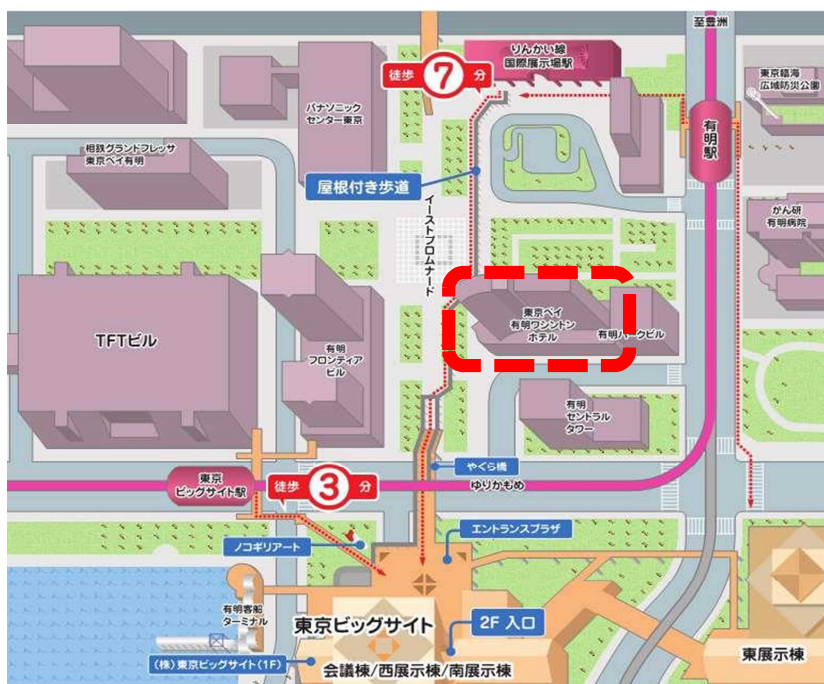 至豊洲
りんかい線
国際展示場駅
徒歩 7 分
東京臨海
広域防災公園
パナソニック
センター東京
有明駅
相鉄グランドフレッサ
東京ベイ有明
屋根付き歩道
イーストプロムナード
がん研
有明病院
東京ベイ
有明ワシントン
ホテル
有明パークビル
TFTビル
有明
フロンティア
ビル
有明
セントラル
タワー
やぐら橋
東京
ビッグサイト駅
徒歩 3 分
ゆりかもめ
エントランスプラザ
ノコギリアート
有明客船
ターミナル
東京ビッグサイト
2F 入口
(株)東京ビッグサイト(1F)
会議棟/西展示棟/南展示棟
東展示棟